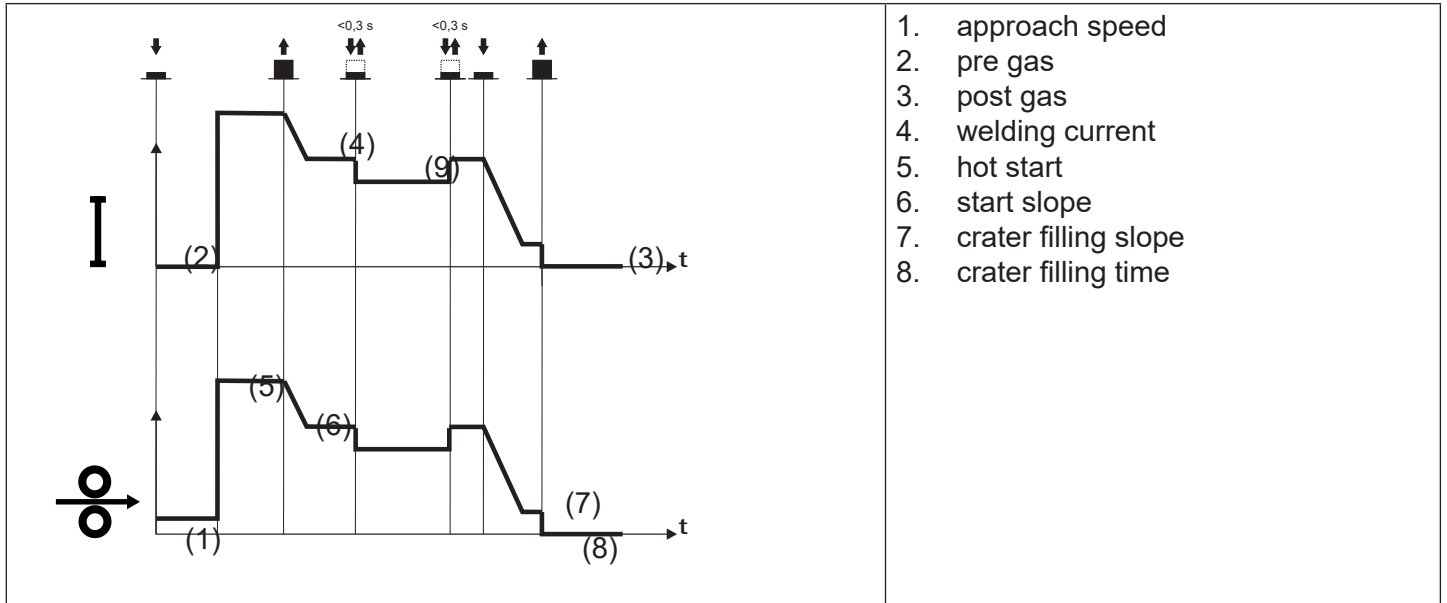 <0,3 s <0,3 s
(4)
(9)
I
(2) (3) t
(5)
(6)
(7)
(1) t
(8)
1. approach speed
2. pre gas
3. post gas
4. welding current
5. hot start
6. start slope
7. crater filling slope
8. crater filling time